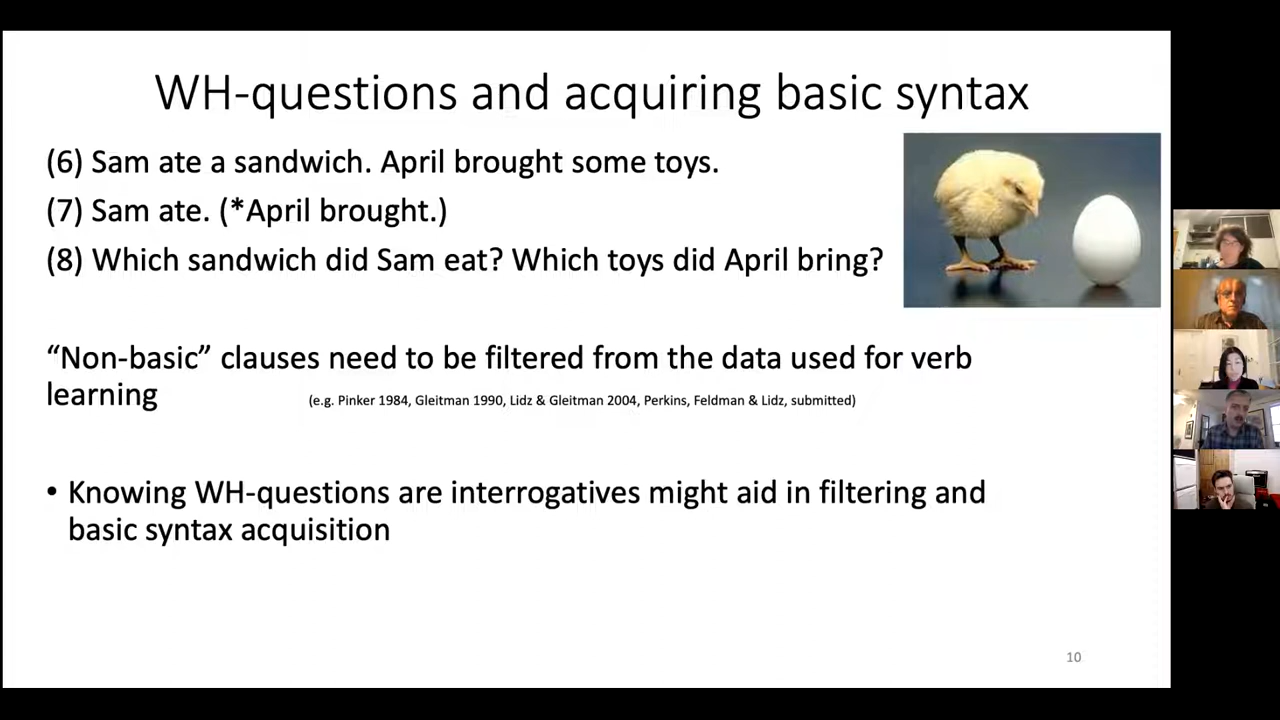 WH-questions and acquiring basic syntax
(6) Sam ate a sandwich. April brought some toys.
(7) Sam ate. (*April brought.)
(8) Which sandwich did Sam eat? Which toys did April bring?
“Non-basic” clauses need to be filtered from the data used for verb
learning (e.g. Pinker 1984, Gleitman 1990, Lidz & Gleitman 2004, Perkins, Feldman & Lidz, submitted)
• Knowing WH-questions are interrogatives might aid in filtering and
basic syntax acquisition
10